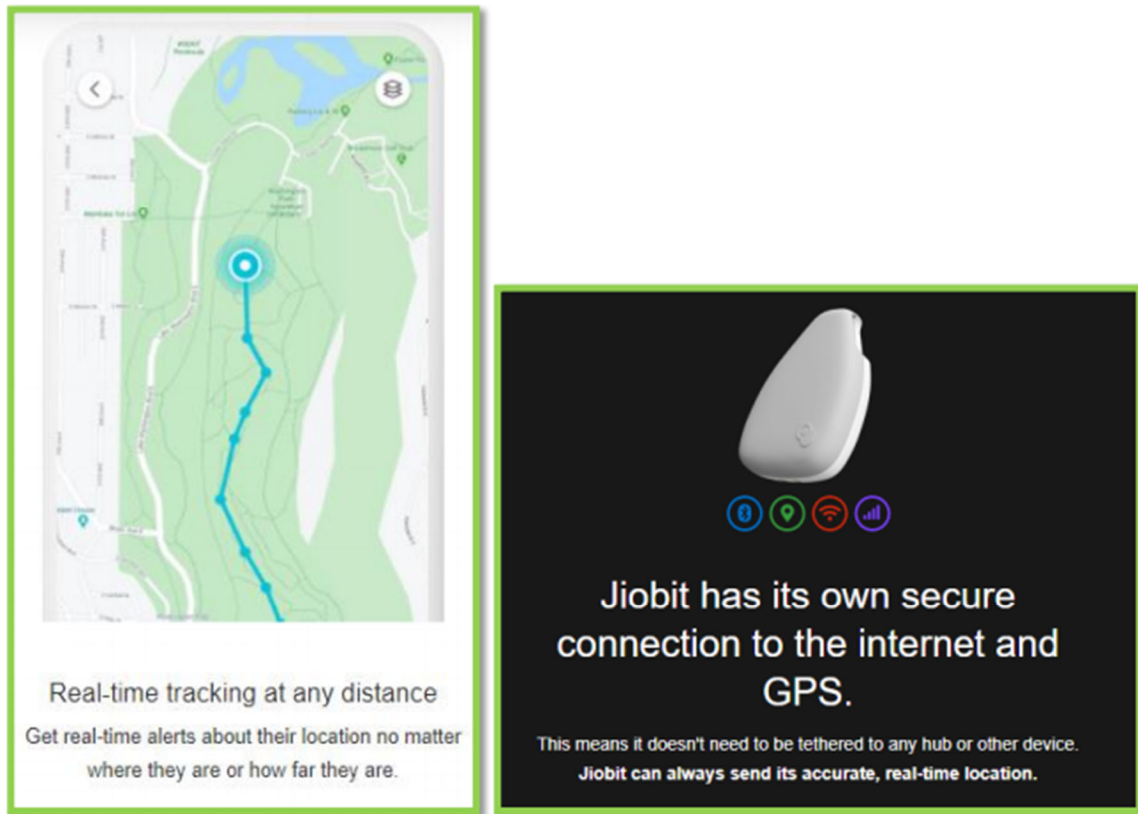 Real-time tracking at any distance
Get real-time alerts about their location no matter
where they are or how far they are.
Jiobit has its own secure
connection to the internet and
GPS.
This means it doesn't need to be tethered to any hub or other device.
Jiobit can always send its accurate, real-time location.